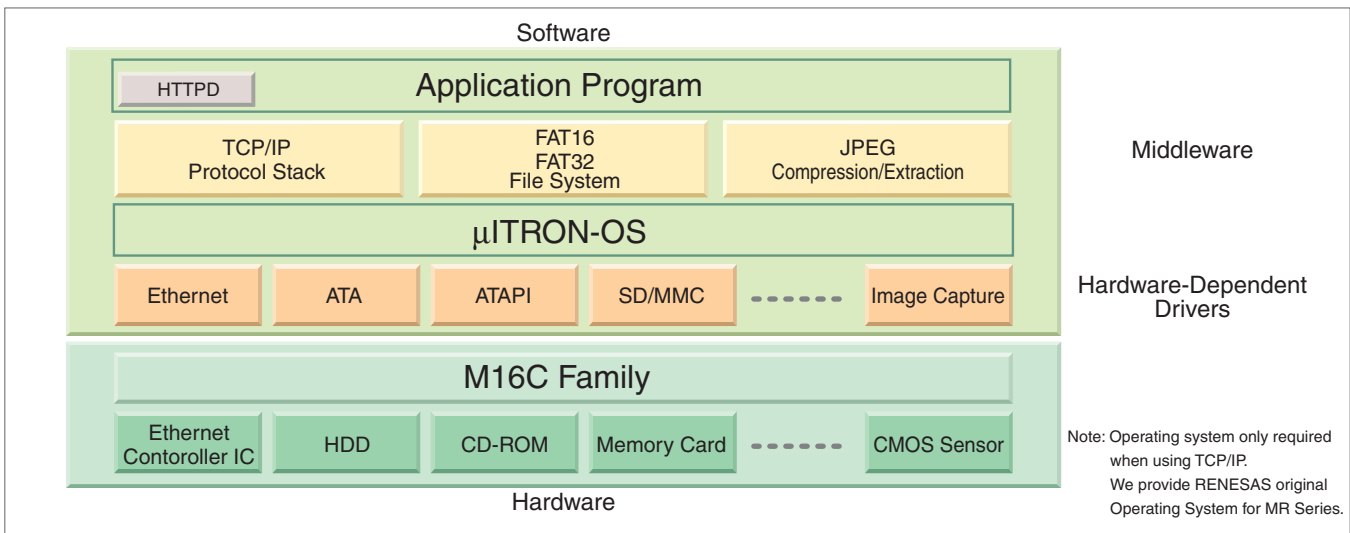 Software
HTTPD
Application Program
TCP/IP
Protocol Stack
FAT16
FAT32
File System
JPEG
Compression/Extraction
Middleware
µITRON-OS
Ethernet
ATA
ATAPI
SD/MMC
Image Capture
Hardware-Dependent
Drivers
M16C Family
Ethernet
Contoroller IC
HDD
CD-ROM
Memory Card
CMOS Sensor
Hardware
Note: Operating system only required
when using TCP/IP.
We provide RENESAS original
Operating System for MR Series.